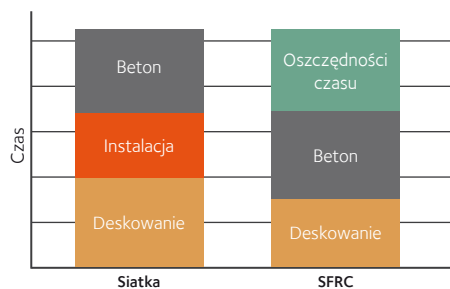 Czas
Beton
Instalacja
Deskowanie
Oszczędności
czasu
Beton
Deskowanie
Siatka
SFRC